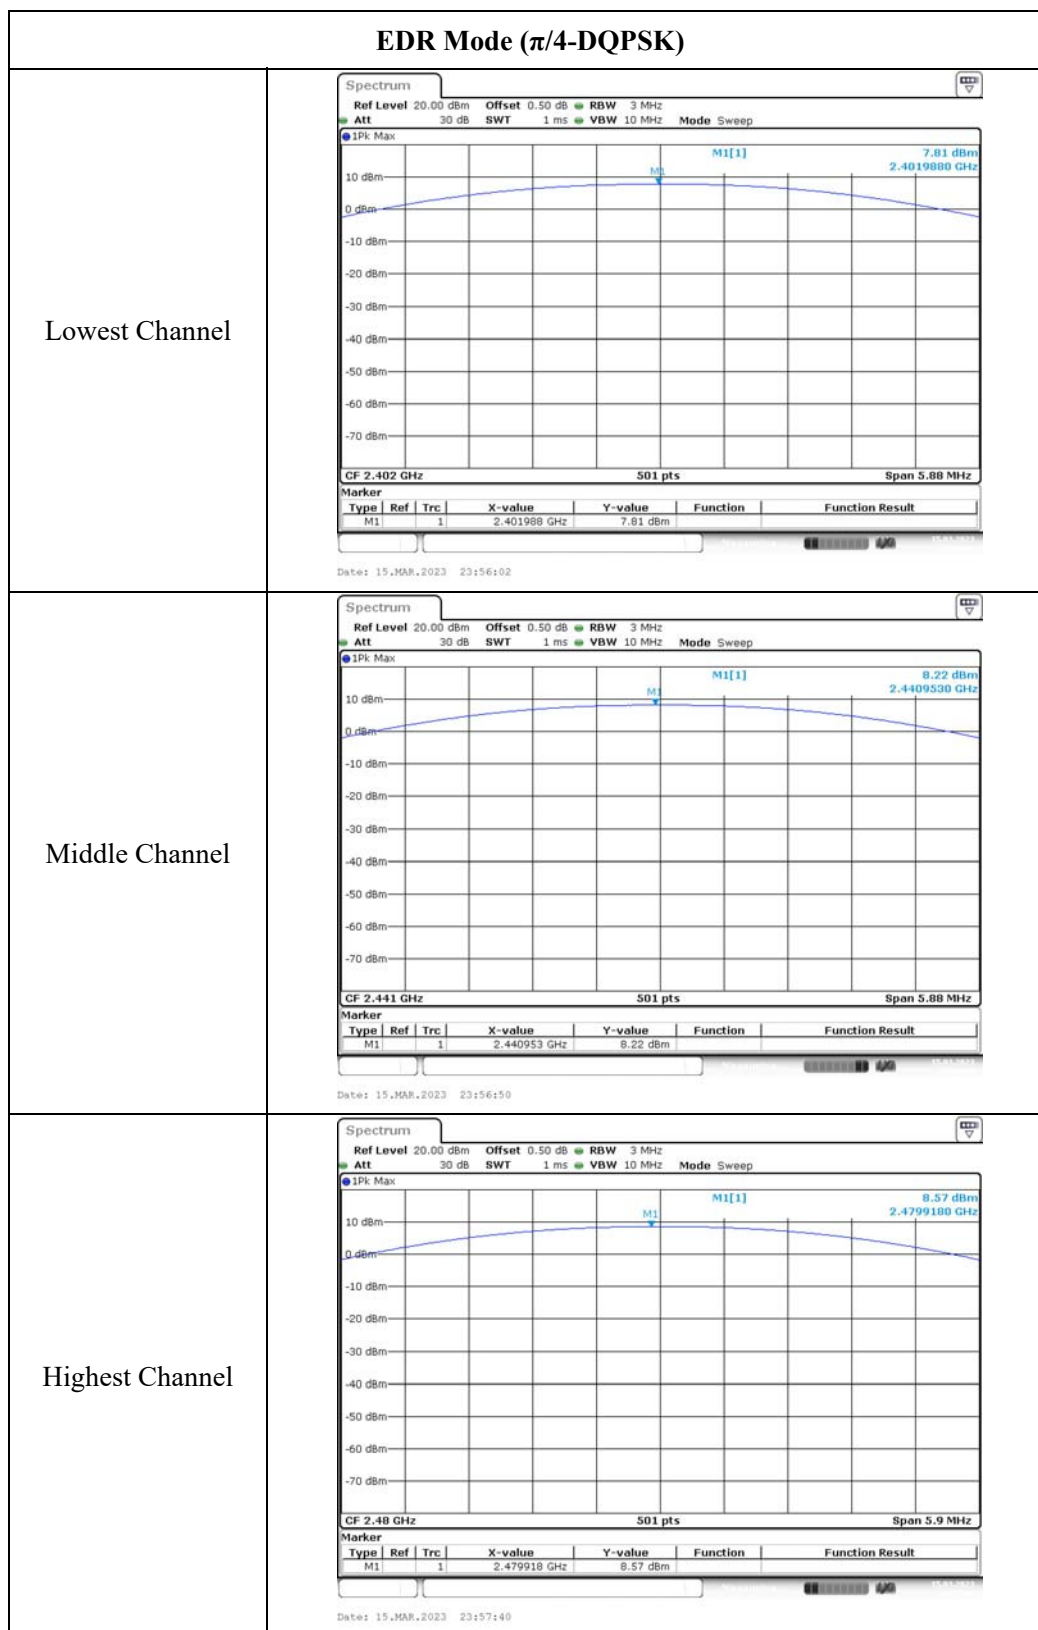 EDR Mode (π/4-DQPSK)
Lowest Channel
Spectrum
Ref Level 20.00 dBm Offset 0.50 dB RBW 3 MHz
Att 30 dB SWT 1 ms VBW 10 MHz Mode Sweep
1Pk Max
M1[1] 7.81 dBm
2.4019880 GHz
M1
10 dBm
0 dBm
-10 dBm
-20 dBm
-30 dBm
-40 dBm
-50 dBm
-60 dBm
-70 dBm
CF 2.402 GHz 501 pts Span 5.88 MHz
Marker
Type Ref Trc X-value Y-value Function Function Result
M1 1 2.401988 GHz 7.81 dBm
Date: 15.MAR.2023 23:56:02
Middle Channel
Spectrum
Ref Level 20.00 dBm Offset 0.50 dB RBW 3 MHz
Att 30 dB SWT 1 ms VBW 10 MHz Mode Sweep
1Pk Max
M1[1] 8.22 dBm
2.4409530 GHz
M1
10 dBm
0 dBm
-10 dBm
-20 dBm
-30 dBm
-40 dBm
-50 dBm
-60 dBm
-70 dBm
CF 2.441 GHz 501 pts Span 5.88 MHz
Marker
Type Ref Trc X-value Y-value Function Function Result
M1 1 2.440953 GHz 8.22 dBm
Date: 15.MAR.2023 23:56:50
Highest Channel
Spectrum
Ref Level 20.00 dBm Offset 0.50 dB RBW 3 MHz
Att 30 dB SWT 1 ms VBW 10 MHz Mode Sweep
1Pk Max
M1[1] 8.57 dBm
2.4799180 GHz
M1
10 dBm
0 dBm
-10 dBm
-20 dBm
-30 dBm
-40 dBm
-50 dBm
-60 dBm
-70 dBm
CF 2.48 GHz 501 pts Span 5.9 MHz
Marker
Type Ref Trc X-value Y-value Function Function Result
M1 1 2.479918 GHz 8.57 dBm
Date: 15.MAR.2023 23:57:40